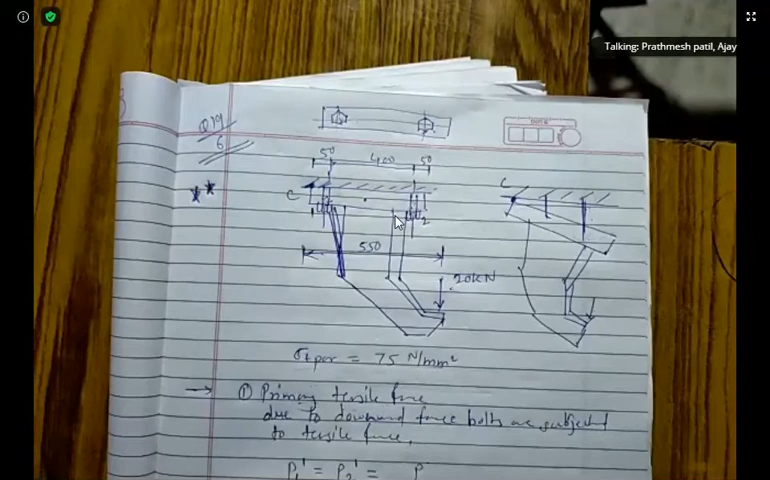 Talking: Prathmesh patil, Ajay
Q19
6
50 400 50
**
C
C
2
550
20KN
σt per = 75 N/mm²
→ ① Primary tensile force
due to downward force bolts are subjected
to tensile force.
P₁' = P₂' = P